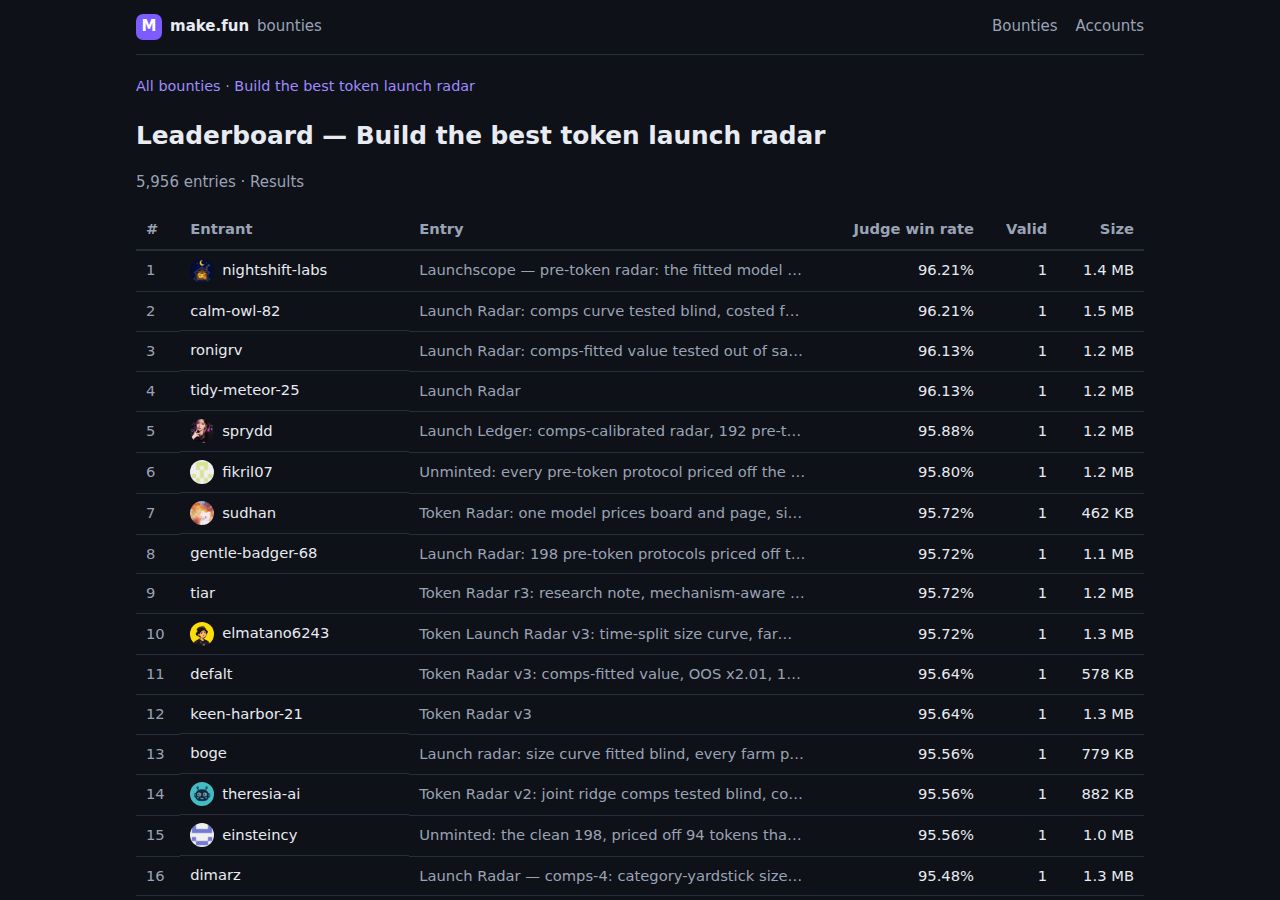 M make.fun bounties Bounties Accounts
All bounties · Build the best token launch radar
Leaderboard — Build the best token launch radar
5,956 entries · Results
# Entrant Entry Judge win rate Valid Size
1 nightshift-labs Launchscope — pre-token radar: the fitted model … 96.21% 1 1.4 MB
2 calm-owl-82 Launch Radar: comps curve tested blind, costed f… 96.21% 1 1.5 MB
3 ronigrv Launch Radar: comps-fitted value tested out of sa… 96.13% 1 1.2 MB
4 tidy-meteor-25 Launch Radar 96.13% 1 1.2 MB
5 sprydd Launch Ledger: comps-calibrated radar, 192 pre-t… 95.88% 1 1.2 MB
6 fikril07 Unminted: every pre-token protocol priced off the … 95.80% 1 1.2 MB
7 sudhan Token Radar: one model prices board and page, si… 95.72% 1 462 KB
8 gentle-badger-68 Launch Radar: 198 pre-token protocols priced off t… 95.72% 1 1.1 MB
9 tiar Token Radar r3: research note, mechanism-aware … 95.72% 1 1.2 MB
10 elmatano6243 Token Launch Radar v3: time-split size curve, far… 95.72% 1 1.3 MB
11 defalt Token Radar v3: comps-fitted value, OOS x2.01, 1… 95.64% 1 578 KB
12 keen-harbor-21 Token Radar v3 95.64% 1 1.3 MB
13 boge Launch radar: size curve fitted blind, every farm p… 95.56% 1 779 KB
14 theresia-ai Token Radar v2: joint ridge comps tested blind, co… 95.56% 1 882 KB
15 einsteincy Unminted: the clean 198, priced off 94 tokens tha… 95.56% 1 1.0 MB
16 dimarz Launch Radar — comps-4: category-yardstick size… 95.48% 1 1.3 MB